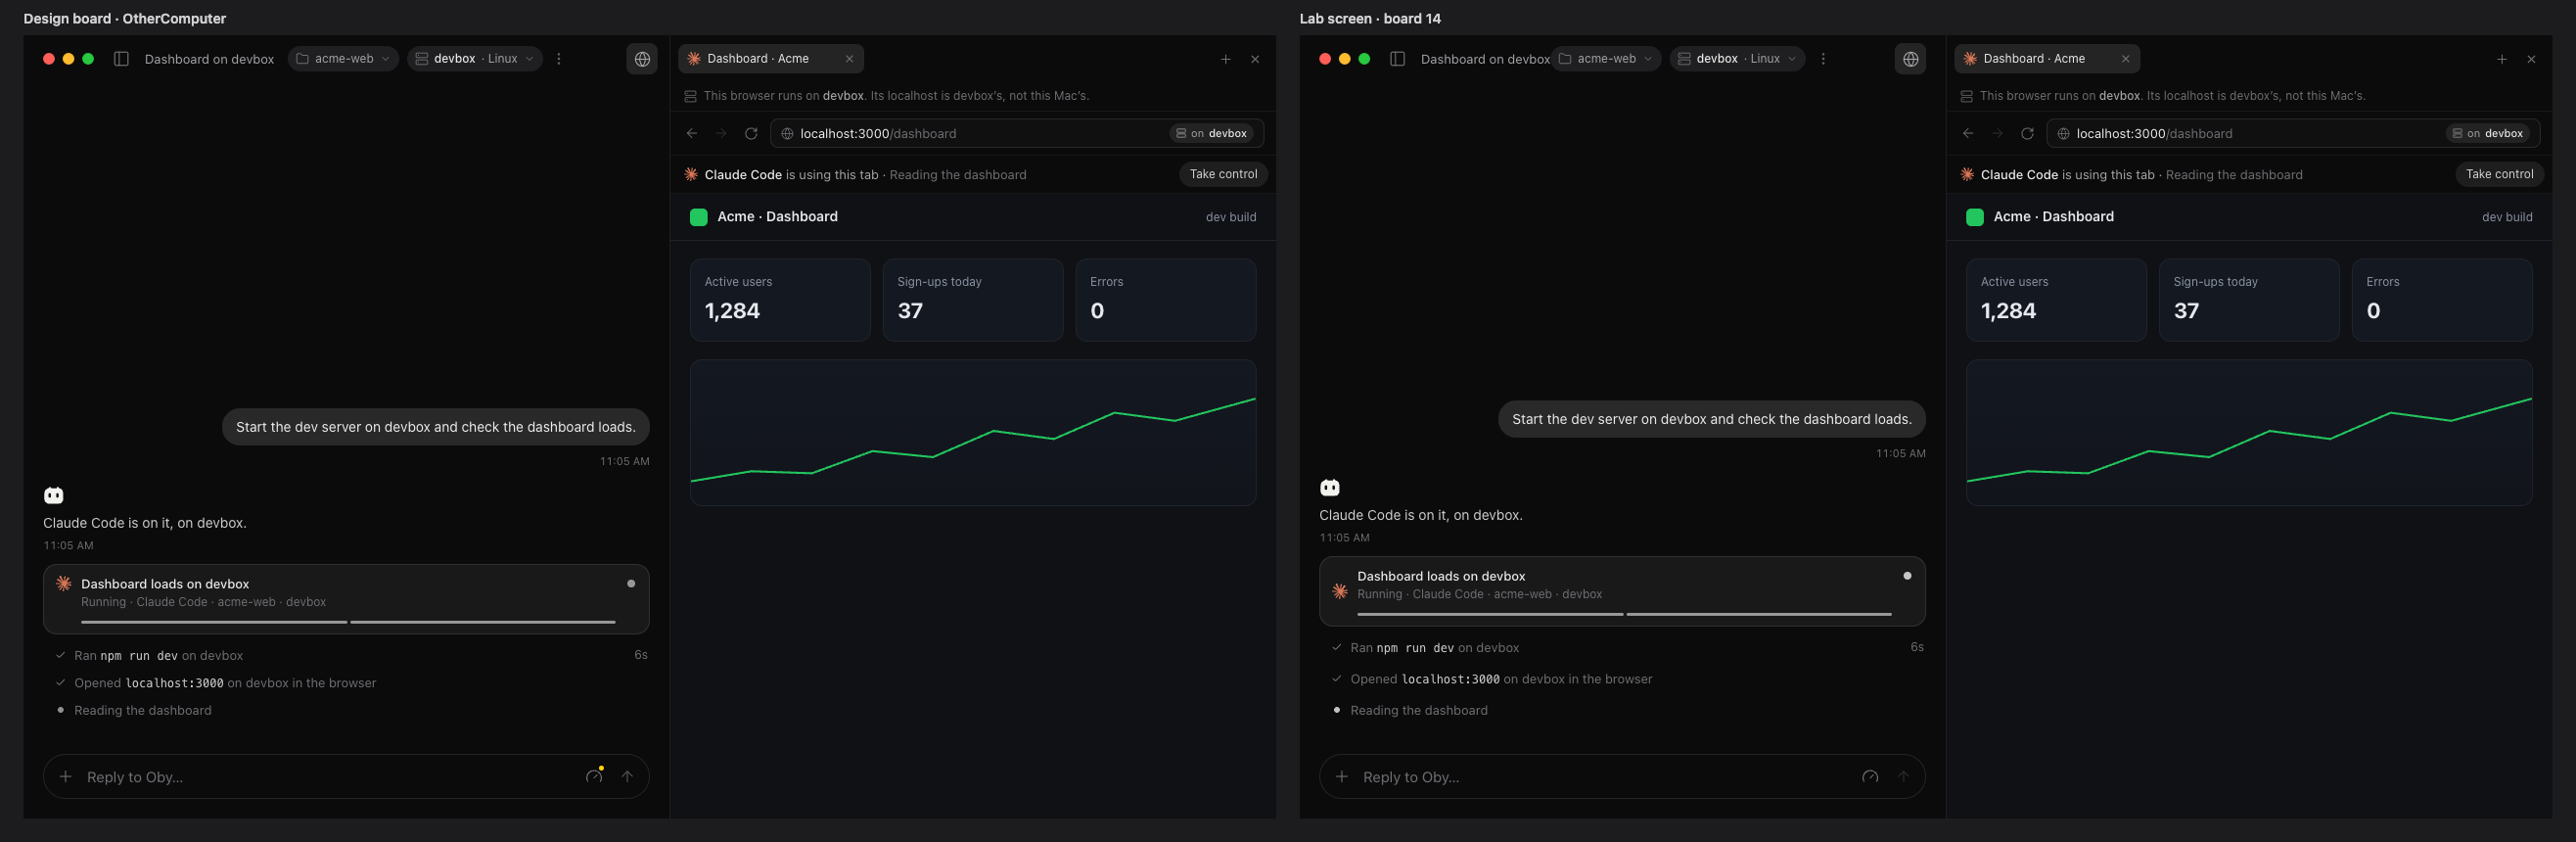 Design board · OtherComputer
Dashboard on devbox
acme-web
devbox · Linux
Dashboard · Acme
This browser runs on devbox. Its localhost is devbox's, not this Mac's.
localhost:3000/dashboard
on devbox
Claude Code is using this tab · Reading the dashboard
Take control
Acme · Dashboard
dev build
Active users
1,284
Sign-ups today
37
Errors
0
Start the dev server on devbox and check the dashboard loads.
11:05 AM
Claude Code is on it, on devbox.
11:05 AM
Dashboard loads on devbox
Running · Claude Code · acme-web · devbox
Ran npm run dev on devbox
6s
Opened localhost:3000 on devbox in the browser
Reading the dashboard
Reply to Oby...
Lab screen · board 14
Dashboard on devbox
acme-web
devbox · Linux
Dashboard · Acme
This browser runs on devbox. Its localhost is devbox's, not this Mac's.
localhost:3000/dashboard
on devbox
Claude Code is using this tab · Reading the dashboard
Take control
Acme · Dashboard
dev build
Active users
1,284
Sign-ups today
37
Errors
0
Start the dev server on devbox and check the dashboard loads.
11:05 AM
Claude Code is on it, on devbox.
11:05 AM
Dashboard loads on devbox
Running · Claude Code · acme-web · devbox
Ran npm run dev on devbox
6s
Opened localhost:3000 on devbox in the browser
Reading the dashboard
Reply to Oby...